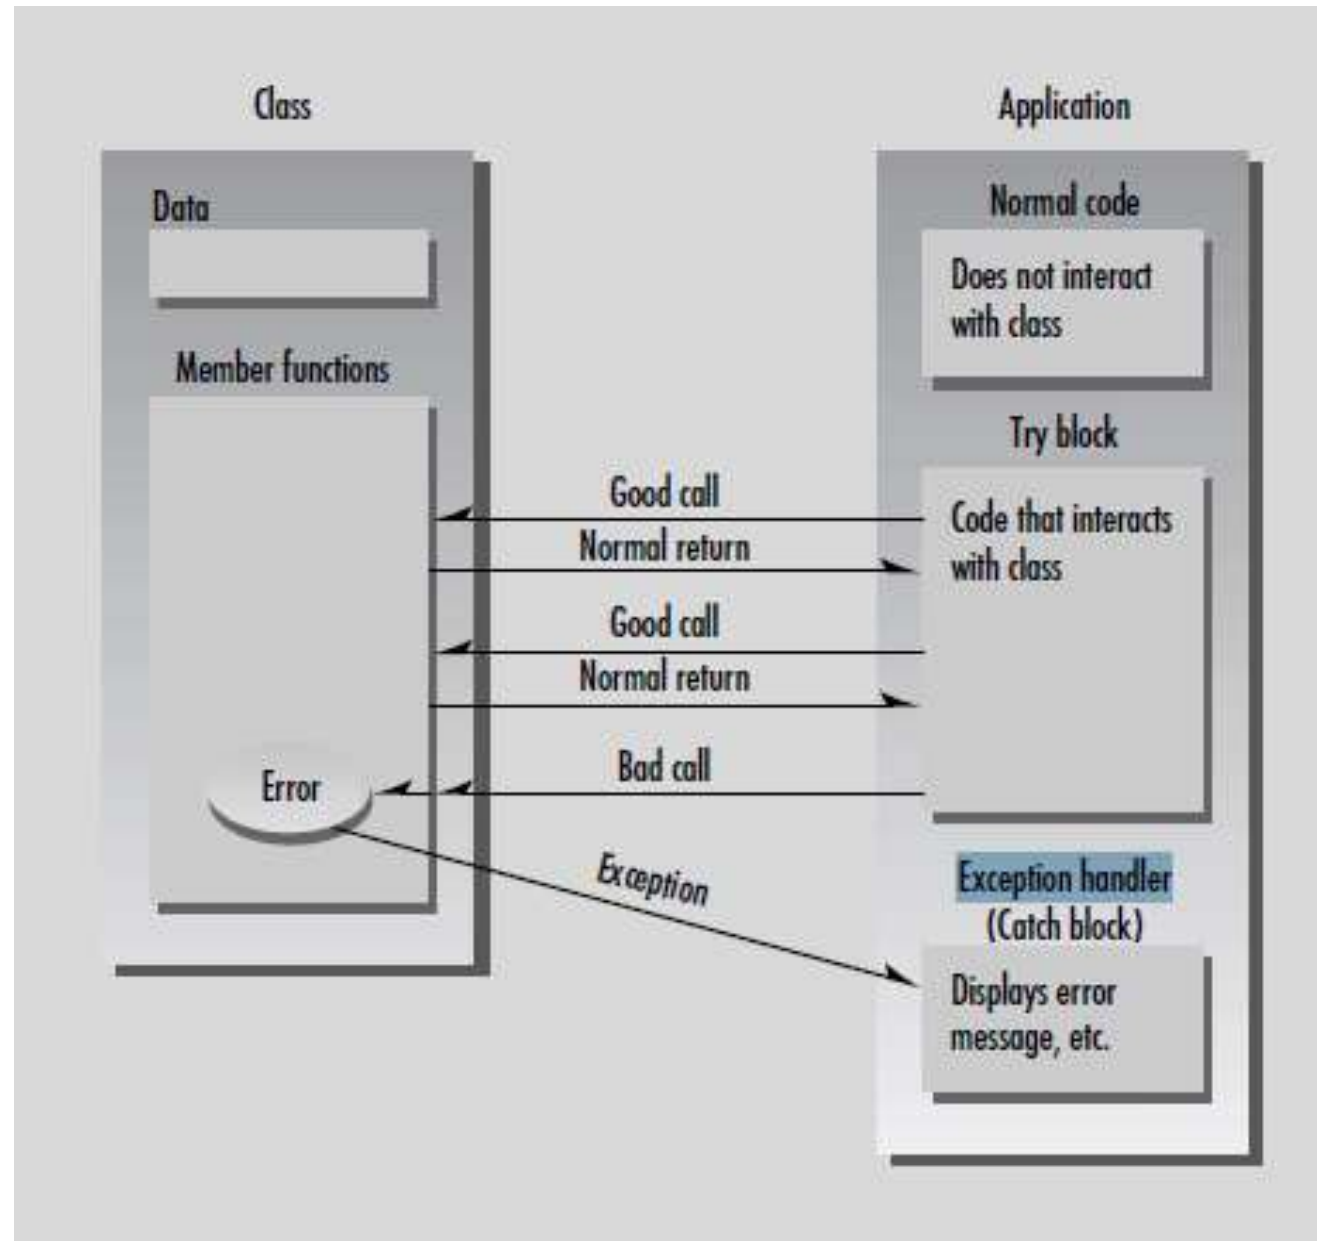 Class
Data
Member functions
Error
Good call
Normal return
Good call
Normal return
Bad call
Exception
Application
Normal code
Does not interact
with class
Try block
Code that interacts
with class
Exception handler
(Catch block)
Displays error
message, etc.